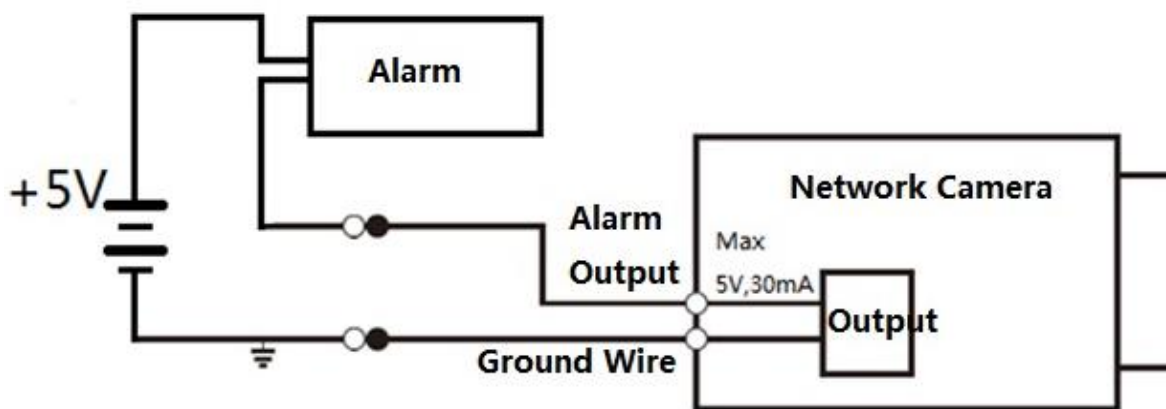 Alarm
+5V
Network Camera
Alarm
Output
Max
5V,30mA
Output
Ground Wire